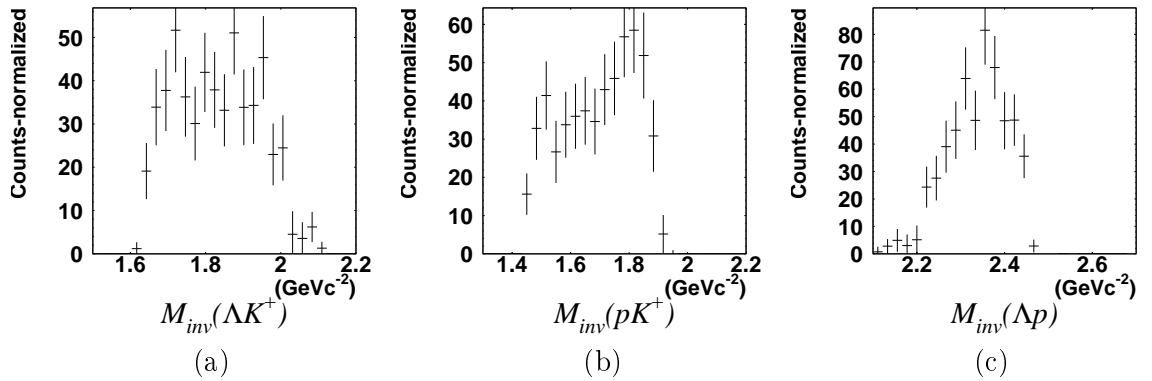 Counts-normalized
50
40
30
20
10
0
1.6 1.8 2 2.2
(GeVc⁻²)
M_inv(ΛK⁺)
(a)
Counts-normalized
60
50
40
30
20
10
0
1.4 1.6 1.8 2
(GeVc⁻²)
M_inv(pK⁺)
(b)
Counts-normalized
80
70
60
50
40
30
20
10
0
2.2 2.4 2.6
(GeVc⁻²)
M_inv(Λp)
(c)